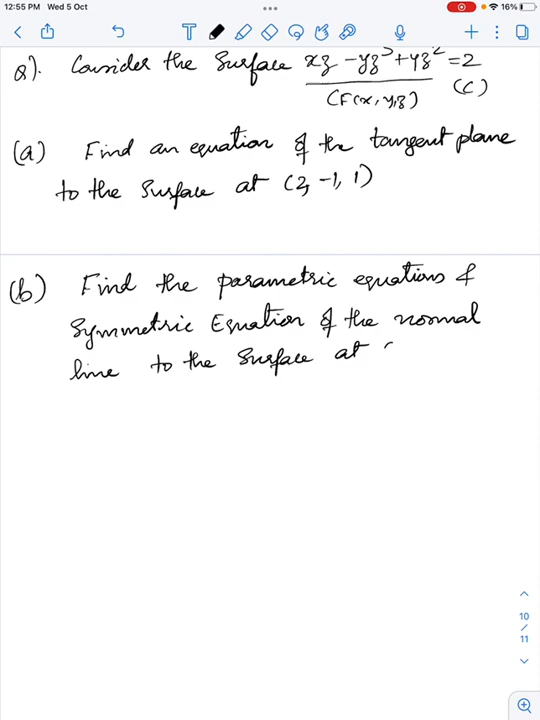 12:55 PM Wed 5 Oct
16%
Q). Consider the Surface xz - yz³ + yz² = 2
(F(x, y, z)) (C)
(a) Find an equation of the tangent plane
to the Surface at (2, -1, 1)
(b) Find the parametric equations &
Symmetric Equation of the normal
line to the Surface at
10
/
11